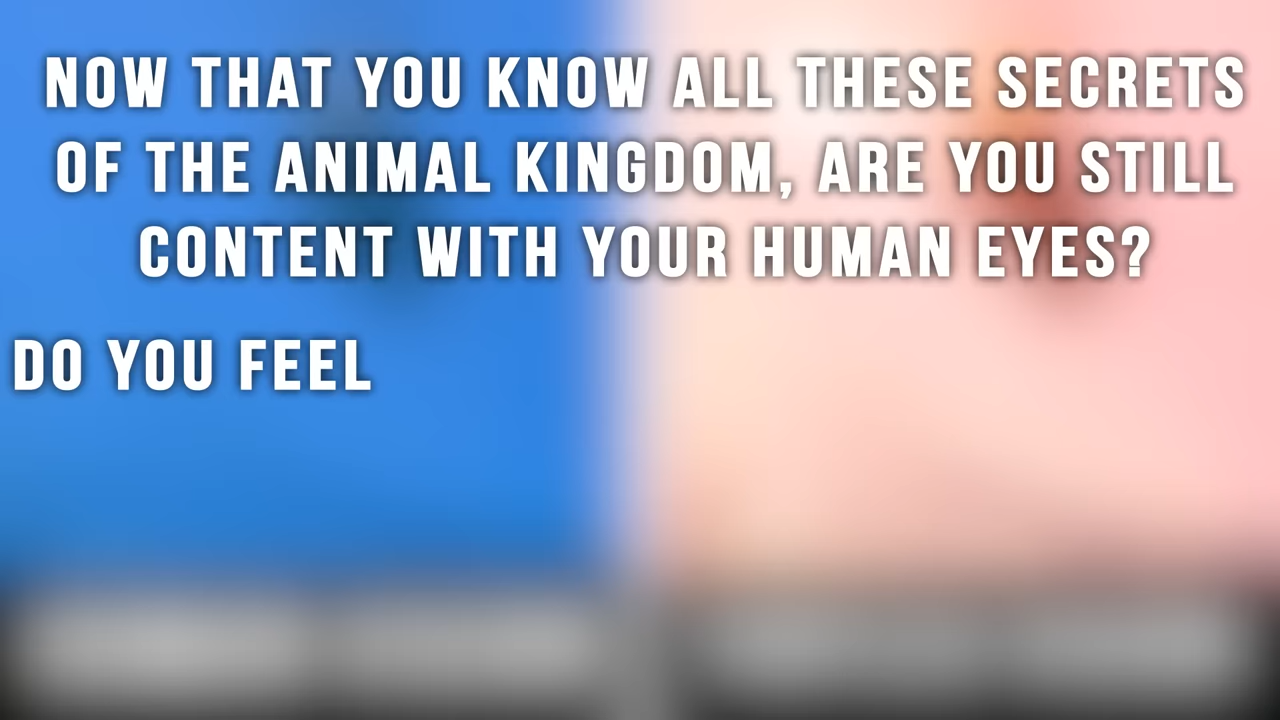 NOW THAT YOU KNOW ALL THESE SECRETS
OF THE ANIMAL KINGDOM, ARE YOU STILL
CONTENT WITH YOUR HUMAN EYES?
DO YOU FEEL